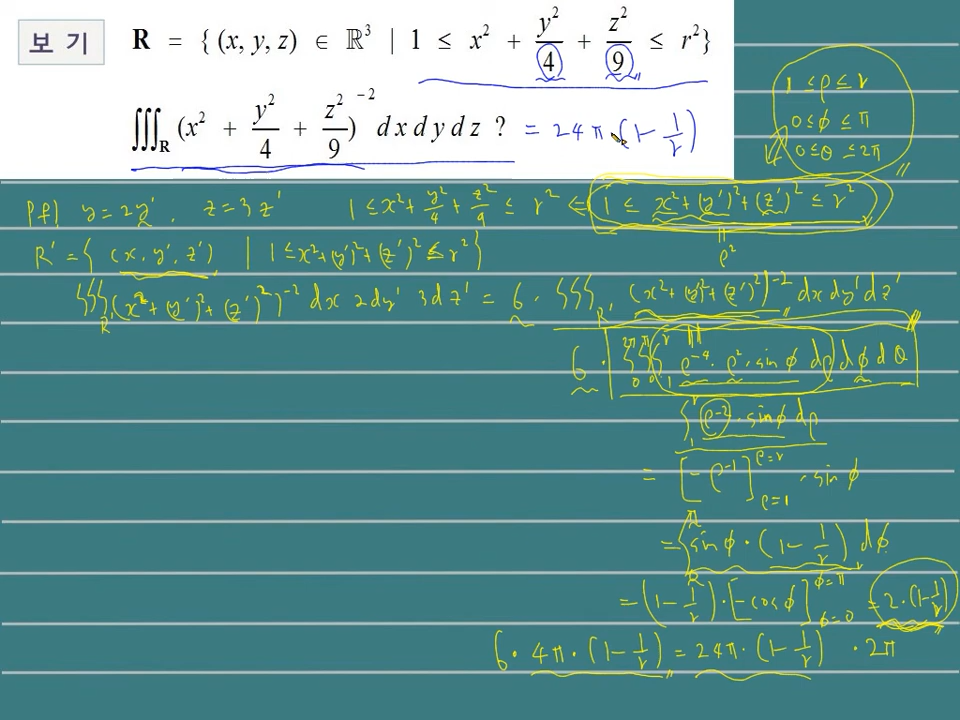 보 기
R = { (x, y, z) ∈ ℝ³ | 1 ≤ x² + y²/4 + z²/9 ≤ r²}
∭_R (x² + y²/4 + z²/9)⁻² dxdydz ? = 24π(1 - 1/r)
1 ≤ ρ ≤ r
0 ≤ φ ≤ π
0 ≤ θ ≤ 2π
pf) y = 2y', z = 3z' 1 ≤ x² + y²/4 + z²/9 ≤ r² ⇐ 1 ≤ x² + (y')² + (z')² ≤ r²
R' = { (x, y', z') | 1 ≤ x² + (y')² + (z')² ≤ r² }
ρ²
∭_R' (x² + (y')² + (z')²)⁻² dx 2dy' 3dz' = 6 · ∭_R' (x² + (y')² + (z')²)⁻² dx dy' dz'
6 · ∫₀^2π ∫₀^π ∫₁^r ρ⁻⁴ · ρ² · sin φ dρ dφ dθ
∫₁^r ρ⁻² · sin φ dρ
= [-ρ⁻¹]_ρ=1^ρ=r · sin φ
= ∫^π sin φ · (1 - 1/r) dφ
= (1 - 1/r) · [-cos φ]_φ=0^φ=π = 2 · (1 - 1/r)
6 · 4π · (1 - 1/r) = 24π · (1 - 1/r) · 2π